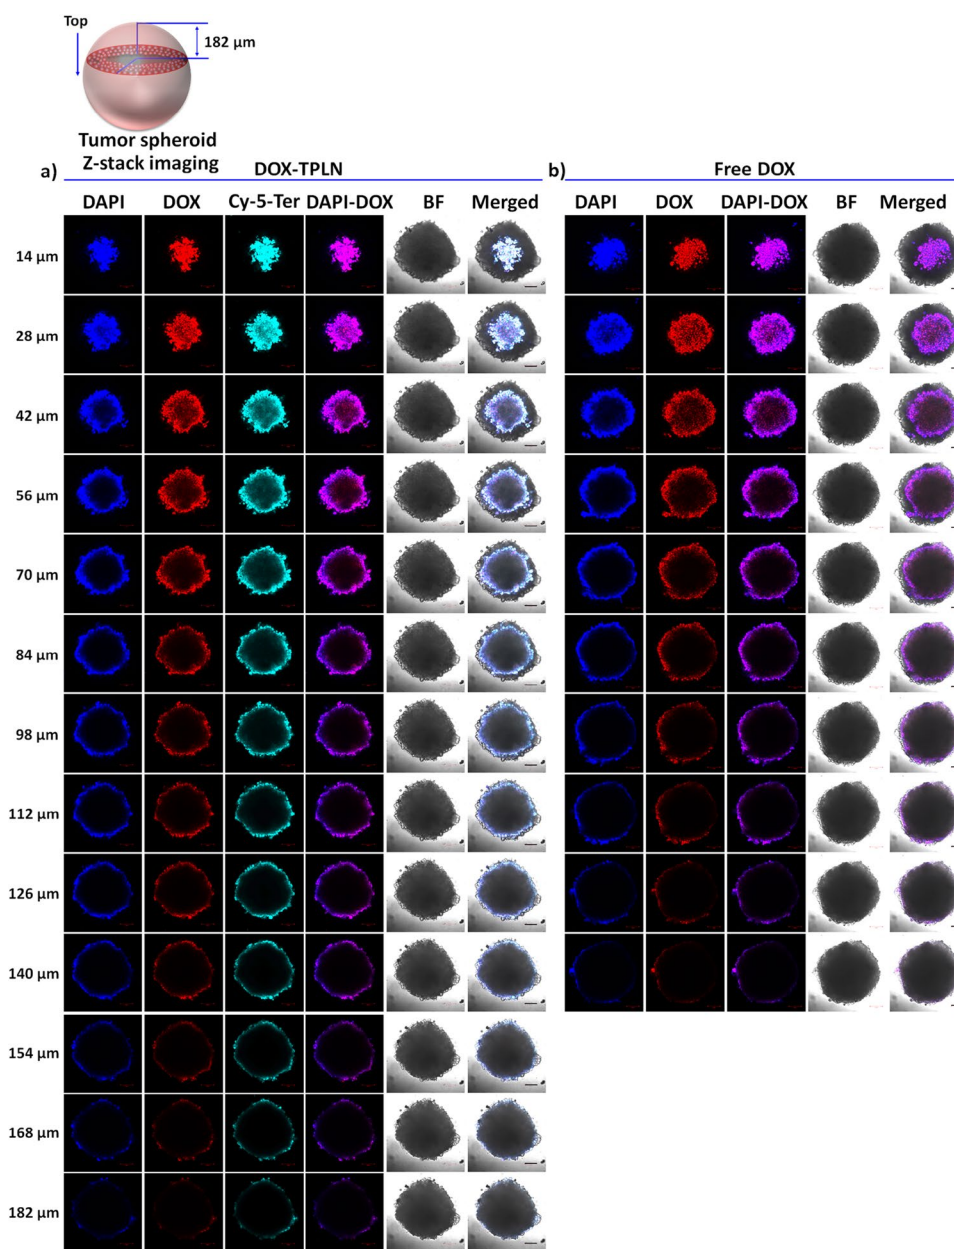 Top
182 µm
Tumor spheroid
Z-stack imaging
a)
DOX-TPLN
b)
Free DOX
DAPI DOX Cy-5-Ter DAPI-DOX BF Merged
DAPI DOX DAPI-DOX BF Merged
14 µm
28 µm
42 µm
56 µm
70 µm
84 µm
98 µm
112 µm
126 µm
140 µm
154 µm
168 µm
182 µm